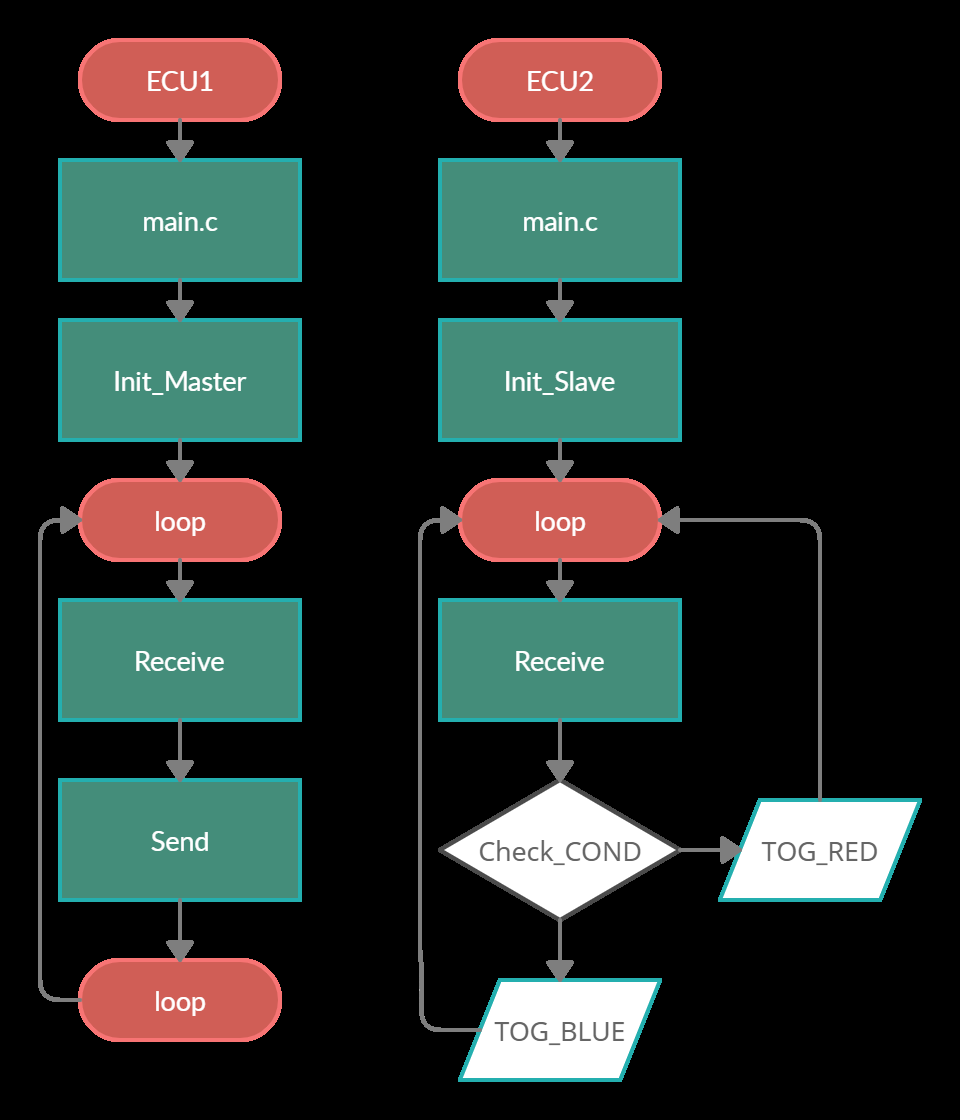 ECU1
main.c
Init_Master
loop
Receive
Send
loop
ECU2
main.c
Init_Slave
loop
Receive
Check_COND
TOG_RED
TOG_BLUE